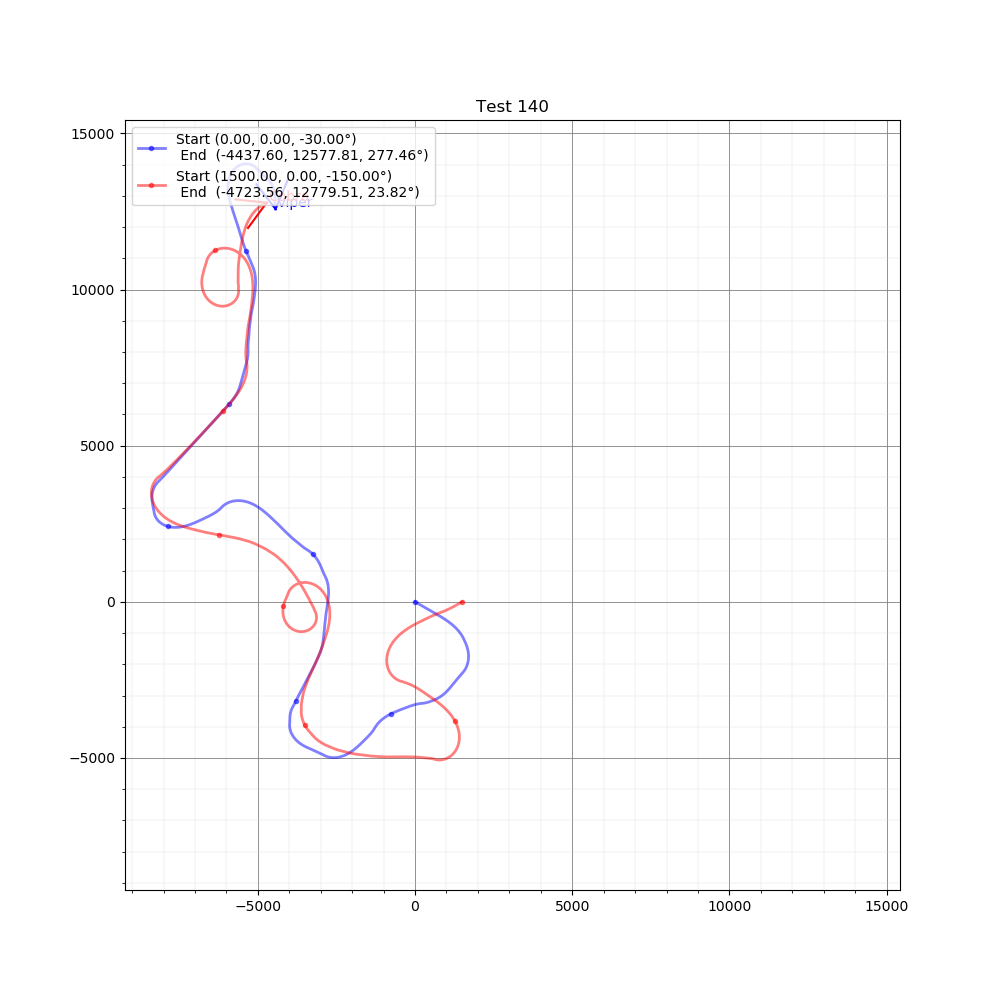 Test 140
15000
10000
5000
0
−5000
−5000
0
5000
10000
15000
Start (0.00, 0.00, -30.00°)
End (-4437.60, 12577.81, 277.46°)
Start (1500.00, 0.00, -150.00°)
End (-4723.56, 12779.51, 23.82°)